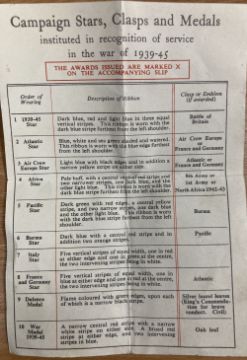 Campaign Stars, Clasps and Medals
instituted in recognition of service
in the war of 1939-45
THE AWARDS ISSUED ARE MARKED X
ON THE ACCOMPANYING SLIP
Order of Wearing
Description of Ribbon
Clasp or Emblem (if awarded)
1 1939-45 Star
Dark blue, red and light blue in three equal
vertical stripes. This ribbon is worn with the
dark blue stripe furthest from the left shoulder.
Battle of Britain
2 Atlantic Star
Blue, white and sea green shaded and watered.
This ribbon is worn with the blue edge furthest
from the left shoulder.
Air Crew Europe or France and Germany
3 Air Crew Europe Star
Light blue with black edges, and in addition a
narrow yellow stripe on either side.
Atlantic or France and Germany
4 Africa Star
Pale buff, with a central red stripe and
two narrower stripes, one dark blue, and the
other light blue. This ribbon is worn with the
dark blue stripe furthest from the left shoulder.
8th Army or 1st Army or North Africa 1942-43
5 Pacific Star
Dark green with red edges, a central yellow
stripe, and two narrow stripes, one dark blue
and the other light blue. This ribbon is worn
with the dark blue stripe furthest from the left
shoulder.
Burma
6 Burma Star
Dark blue with a central red stripe and in
addition two orange stripes.
Pacific
7 Italy Star
Five vertical stripes of equal width, one in red
at either edge and one in green at the centre,
the two intervening stripes being in white.
8 France and Germany Star
Five vertical stripes of equal width, one in
blue at either edge and one in red at the centre,
the two intervening stripes being in white.
Atlantic
9 Defence Medal
Flame coloured with green edges, upon each
of which is a narrow black stripe.
Silver laurel leaves (King's Commendation for brave conduct. Civil)
10 War Medal 1939-45
A narrow central red stripe with a narrow
white stripe on either side. A broad red
stripe at either edge, and two intervening
stripes in blue.
Oak leaf